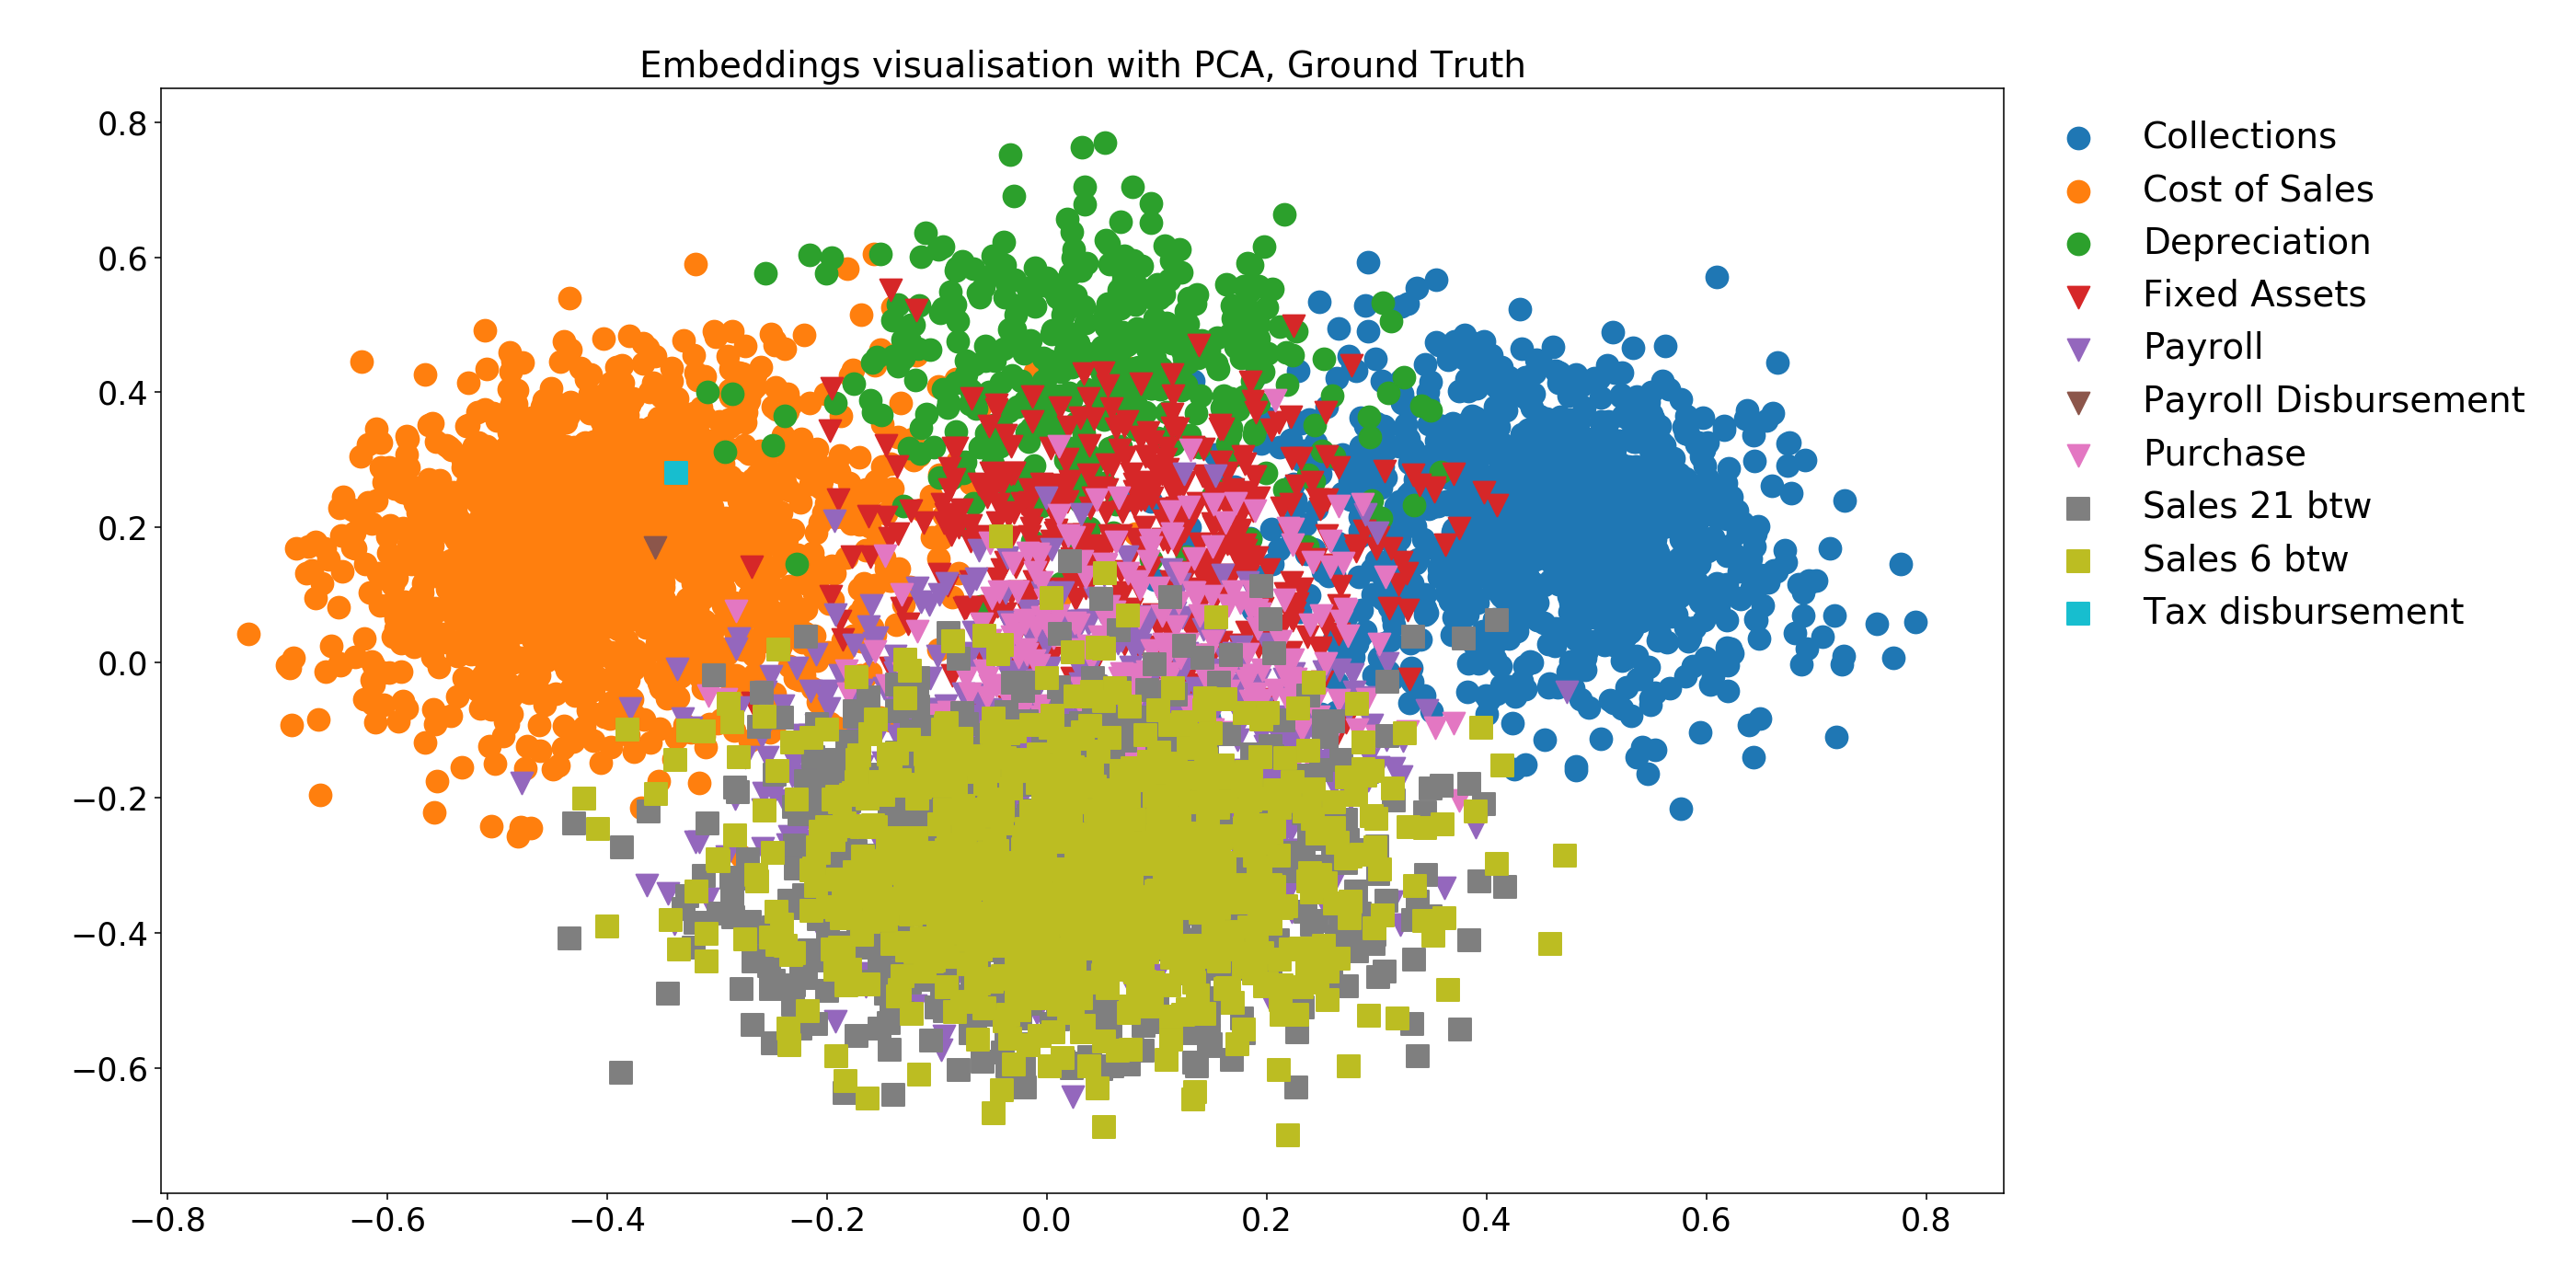 Embeddings visualisation with PCA, Ground Truth
0.8
0.6
0.4
0.2
0.0
−0.2
−0.4
−0.6
−0.8
−0.6
−0.4
−0.2
0.0
0.2
0.4
0.6
0.8
Collections
Cost of Sales
Depreciation
Fixed Assets
Payroll
Payroll Disbursement
Purchase
Sales 21 btw
Sales 6 btw
Tax disbursement